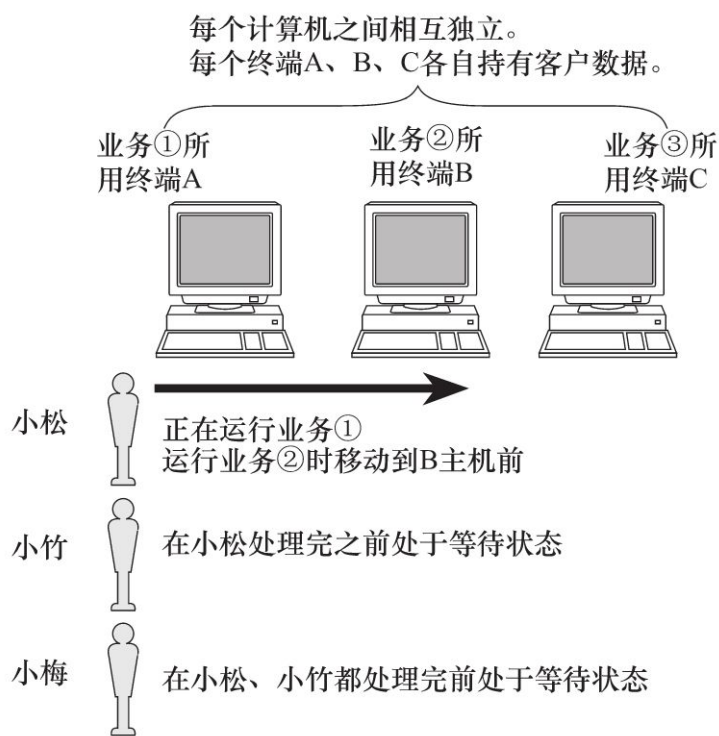 每个计算机之间相互独立。
每个终端A、B、C各自持有客户数据。
业务①所
用终端A
业务②所
用终端B
业务③所
用终端C
小松
正在运行业务①
运行业务②时移动到B主机前
小竹
在小松处理完之前处于等待状态
小梅
在小松、小竹都处理完前处于等待状态